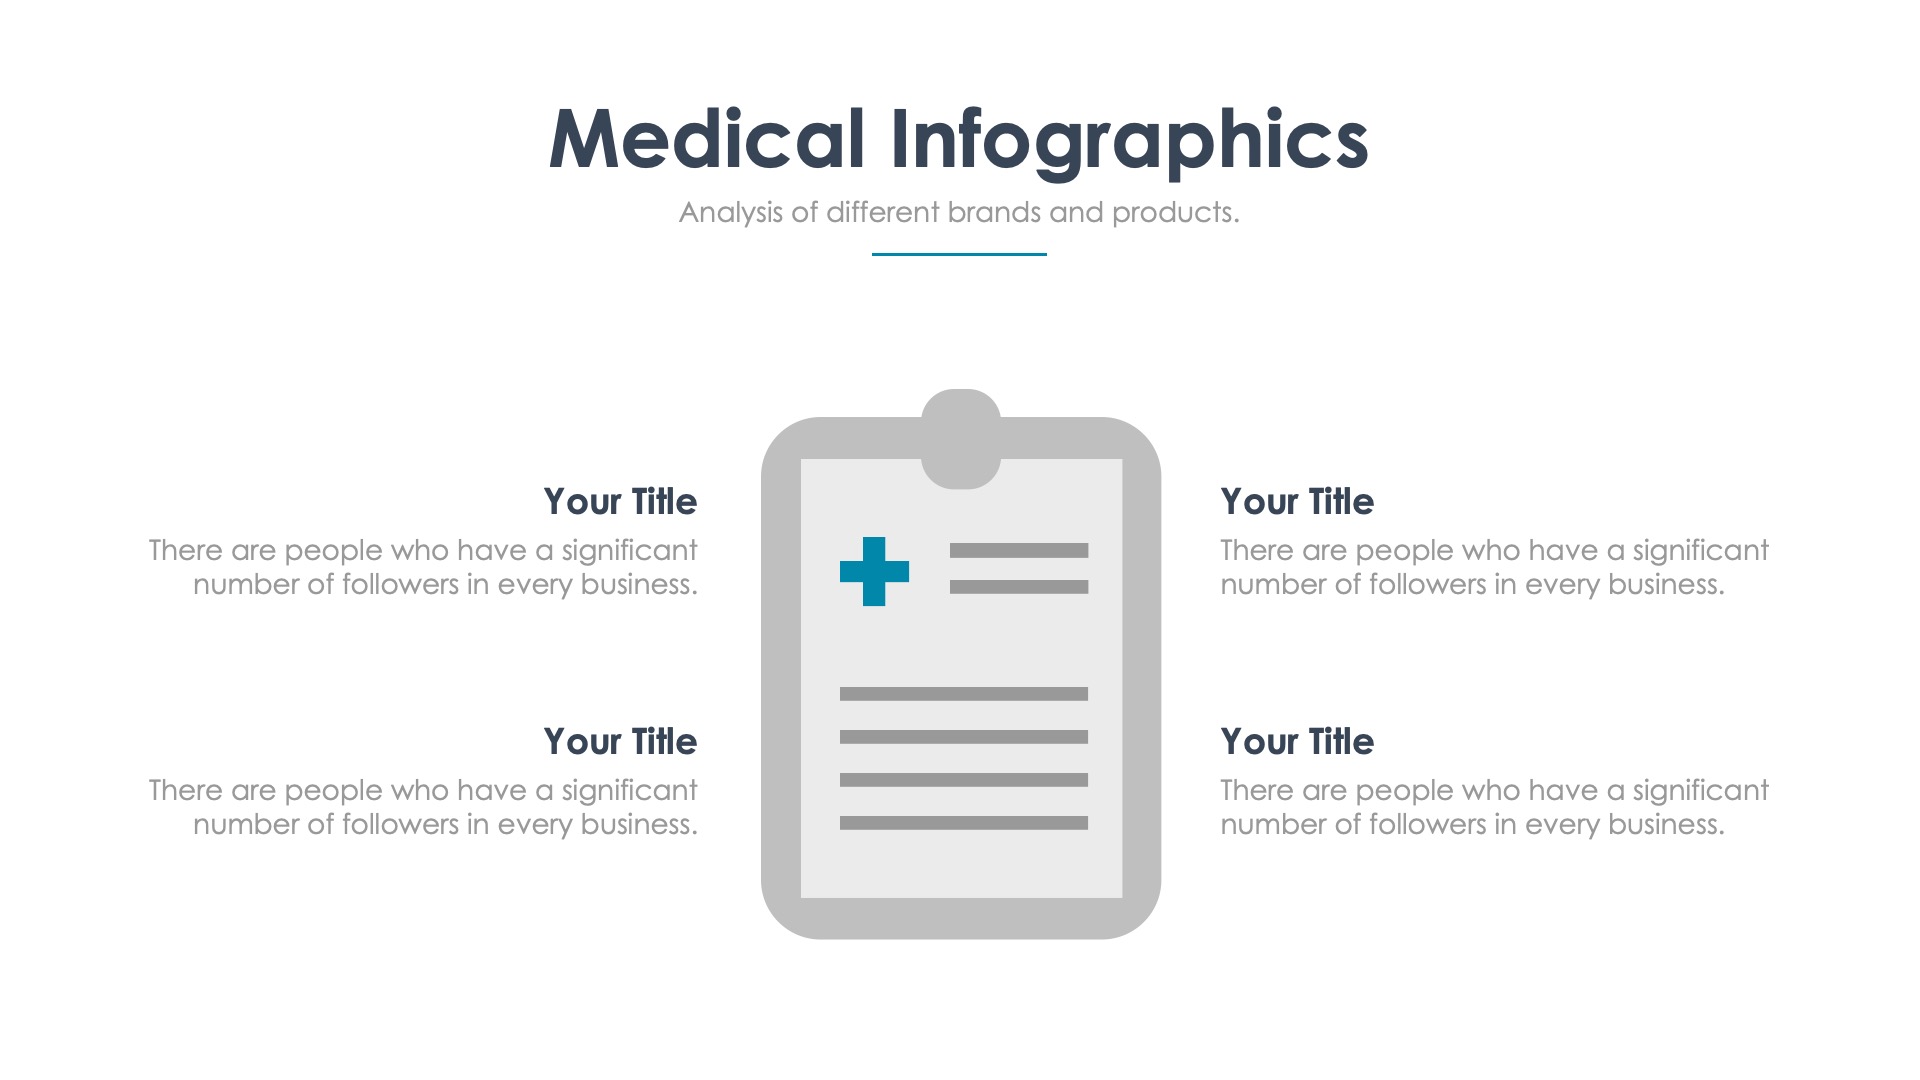 Medical Infographics
Analysis of different brands and products.
Your Title
There are people who have a significant
number of followers in every business.
Your Title
There are people who have a significant
number of followers in every business.
Your Title
There are people who have a significant
number of followers in every business.
Your Title
There are people who have a significant
number of followers in every business.